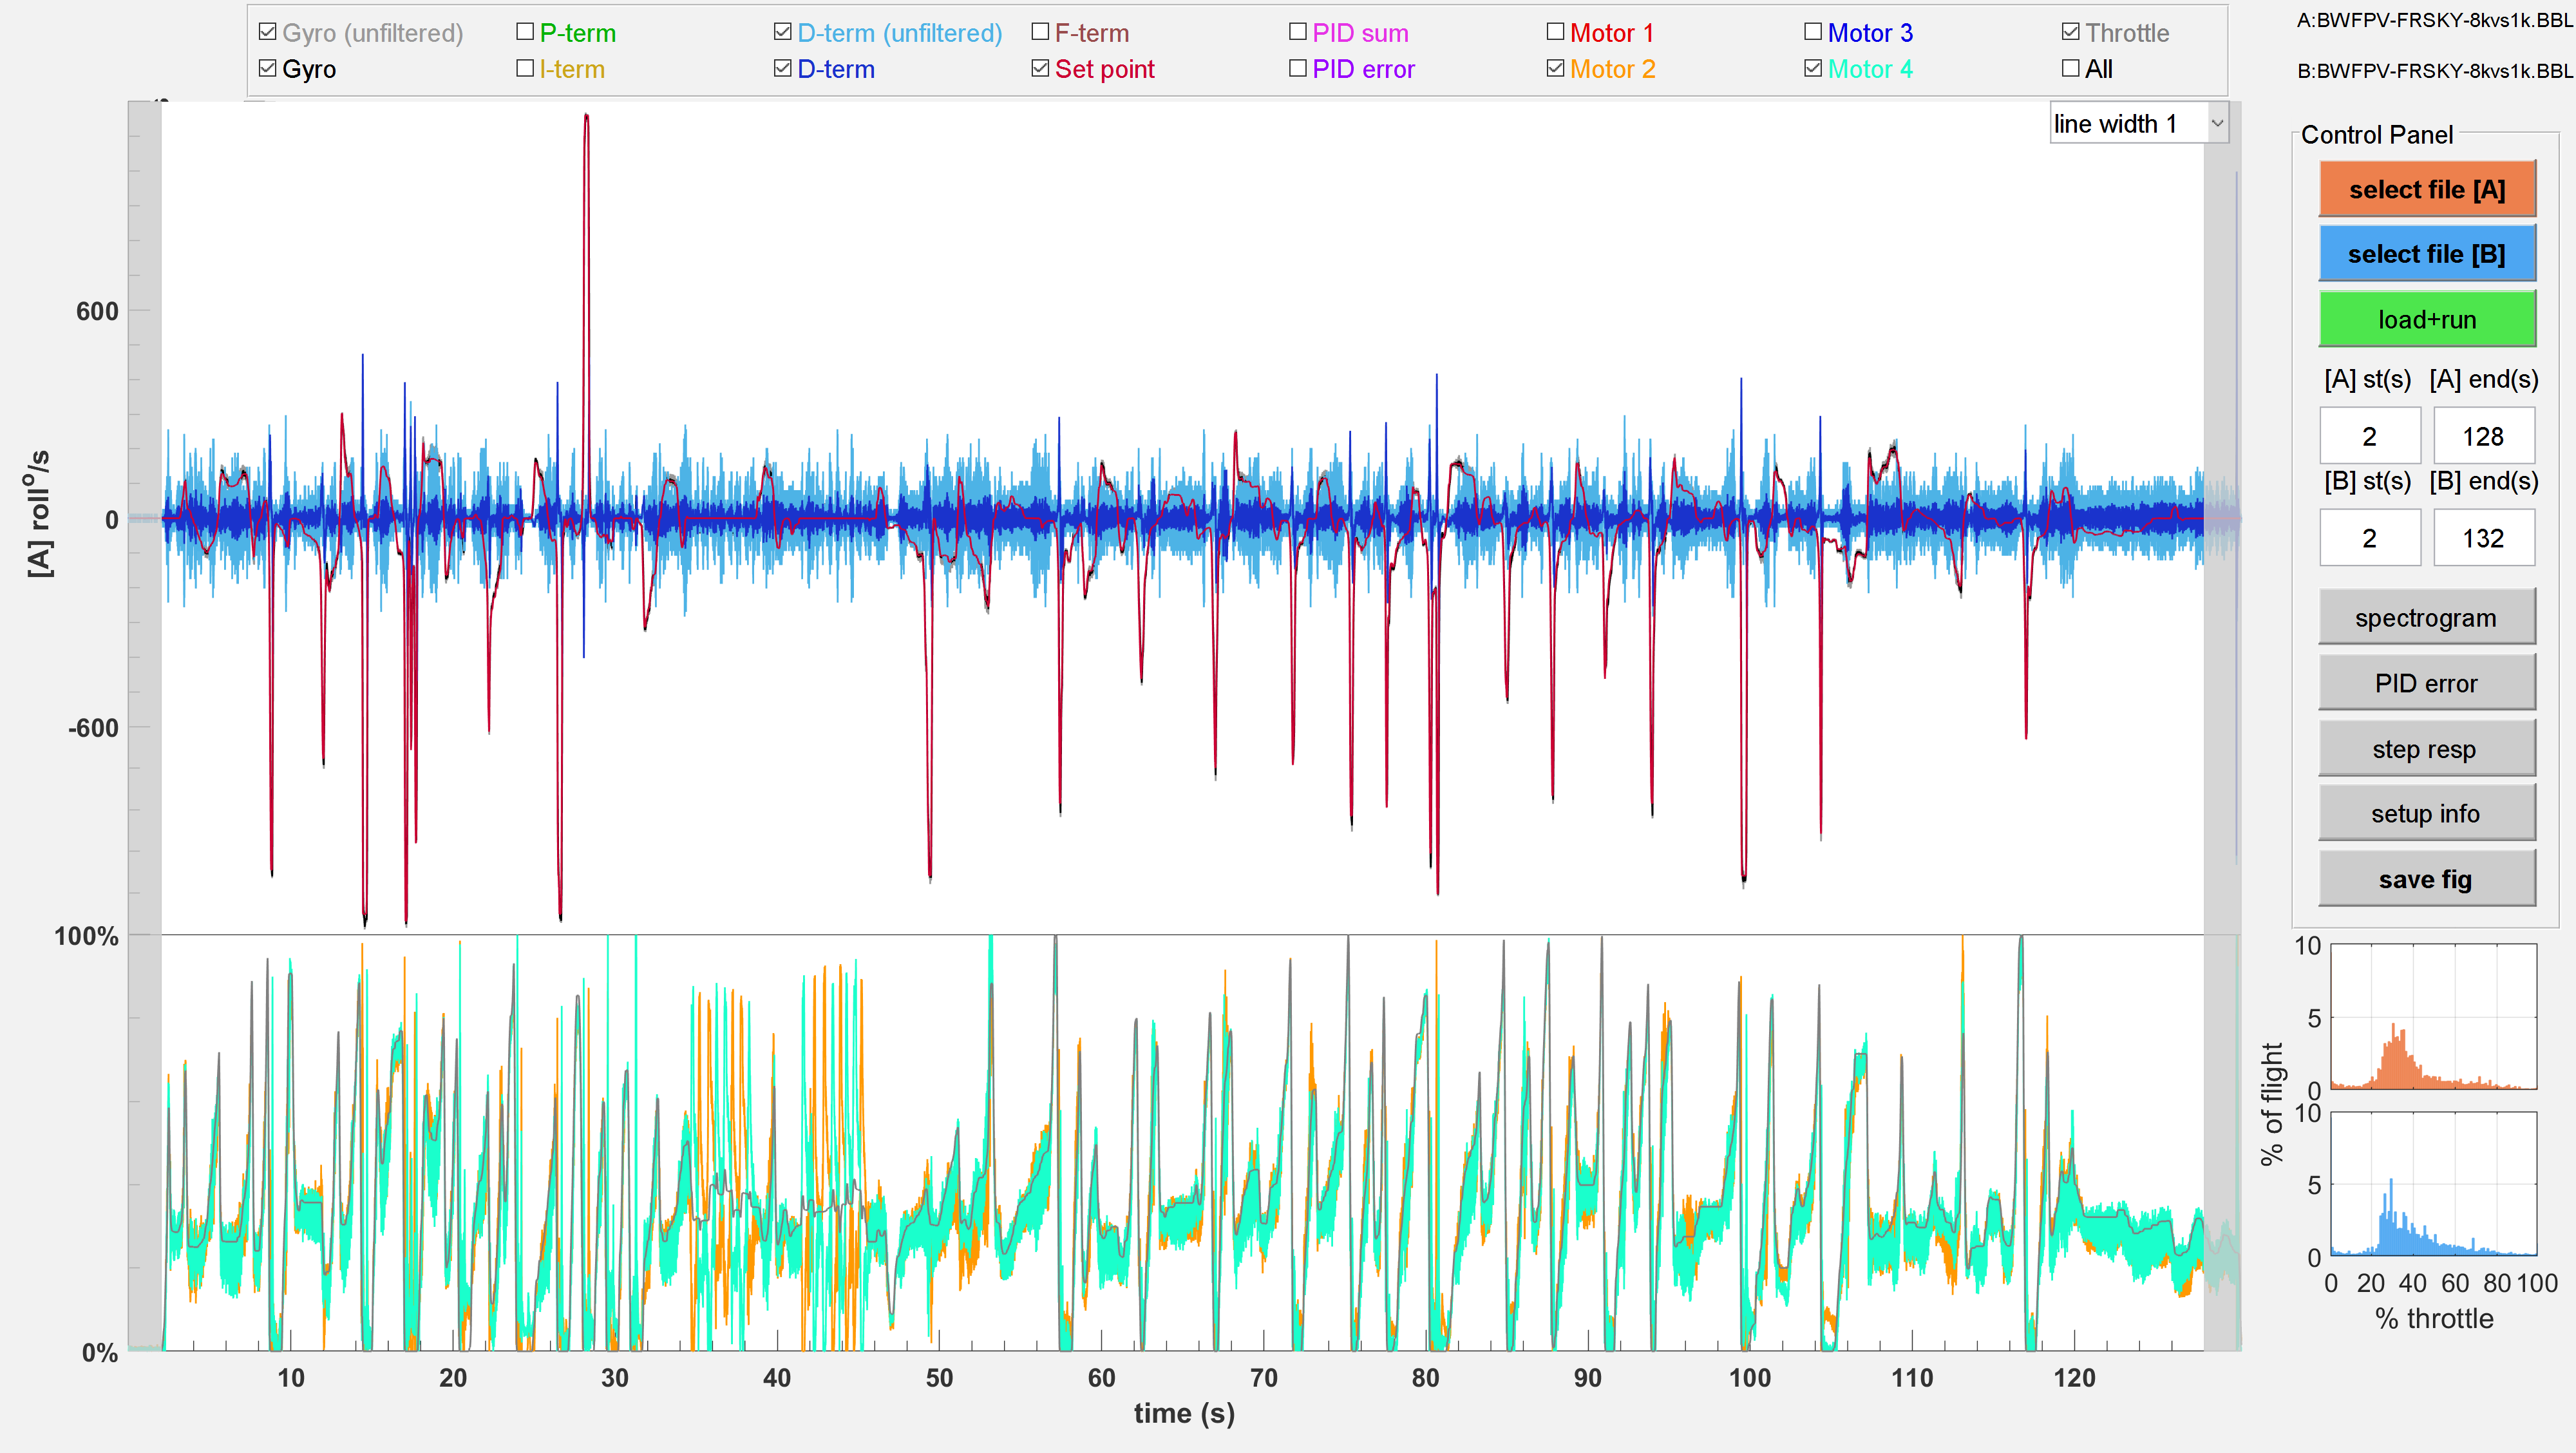 Gyro (unfiltered) P-term D-term (unfiltered) F-term PID sum Motor 1 Motor 3 Throttle
Gyro I-term D-term Set point PID error Motor 2 Motor 4 All
A:BWFPV-FRSKY-8kvs1k.BBL
B:BWFPV-FRSKY-8kvs1k.BBL
line width 1
Control Panel
select file [A]
select file [B]
load+run
[A] st(s) [A] end(s)
2 128
[B] st(s) [B] end(s)
2 132
spectrogram
PID error
step resp
setup info
save fig
600
0
-600
[A] roll°/s
100%
0%
10 20 30 40 50 60 70 80 90 100 110 120
time (s)
10
5
0
10
5
0
% of flight
0 20 40 60 80 100
% throttle